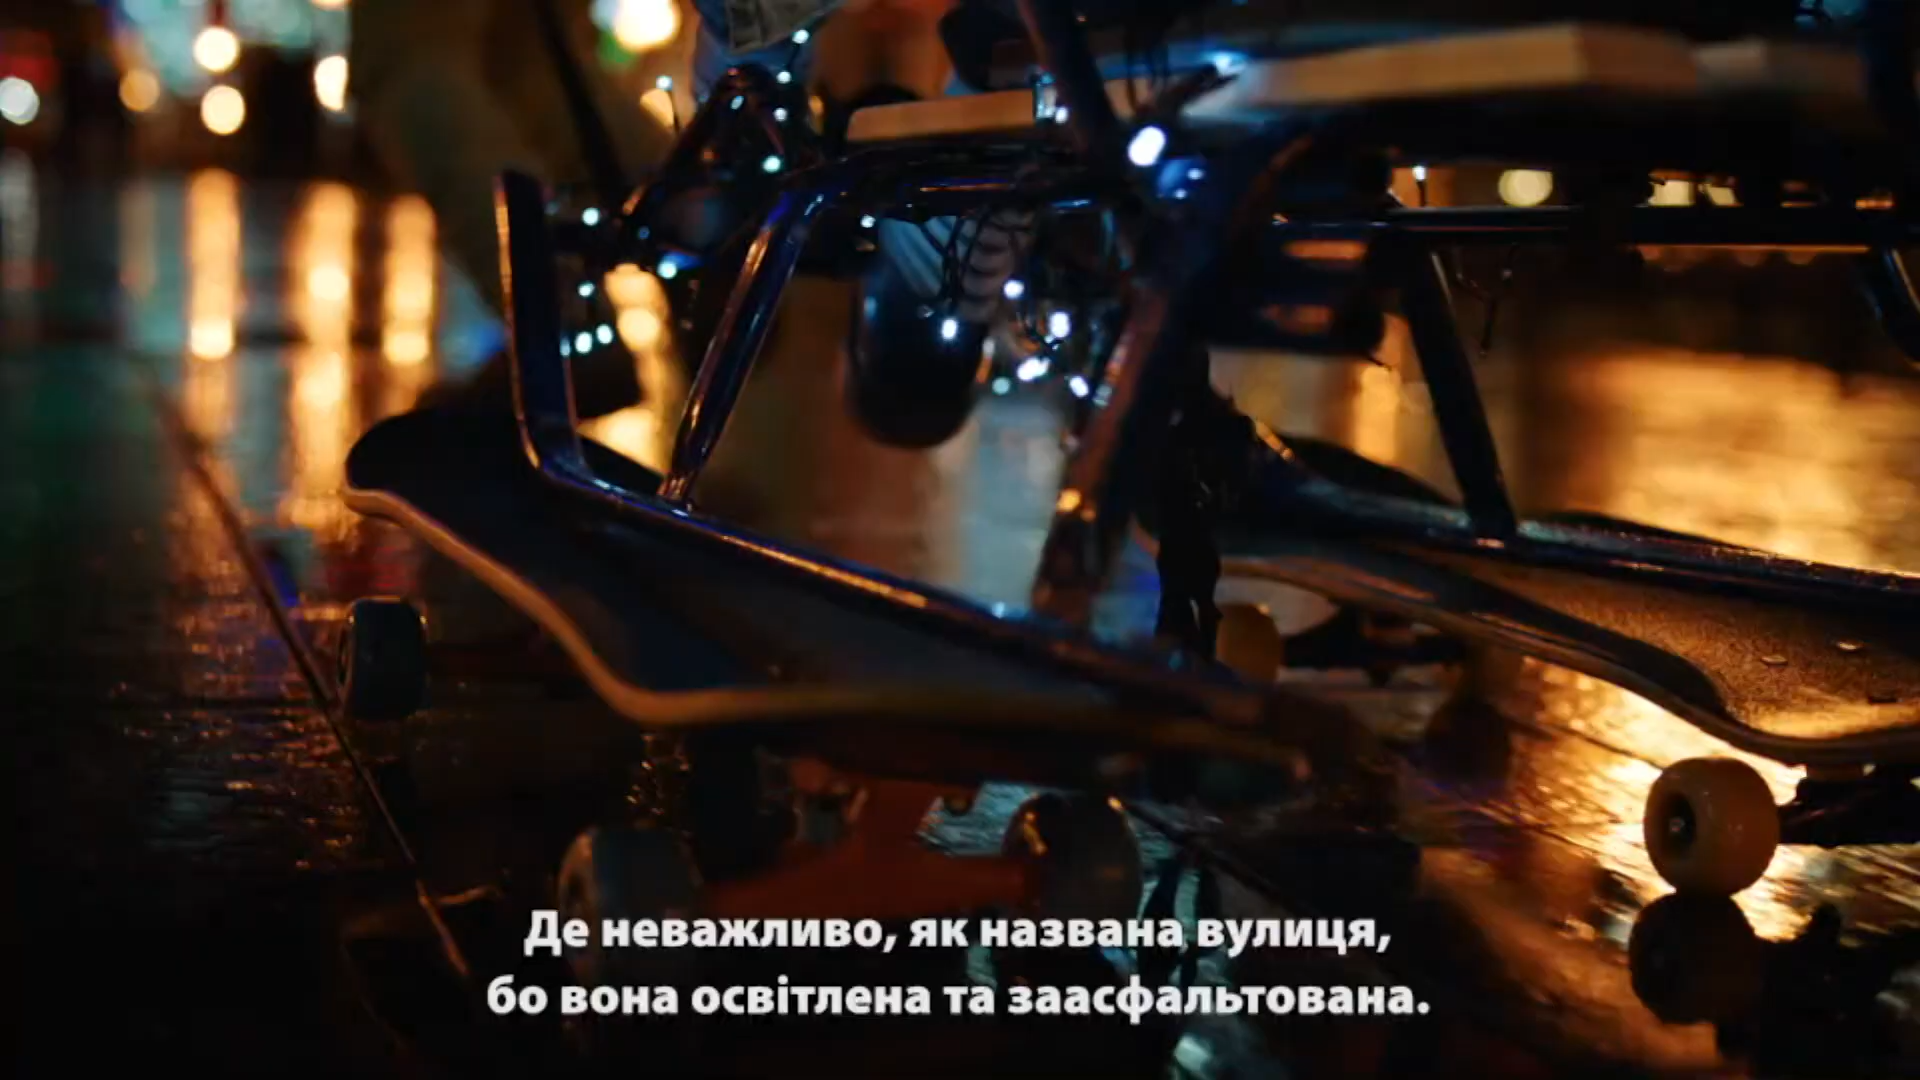 Де неважливо, як названа вулиця,
бо вона освітлена та заасфальтована.